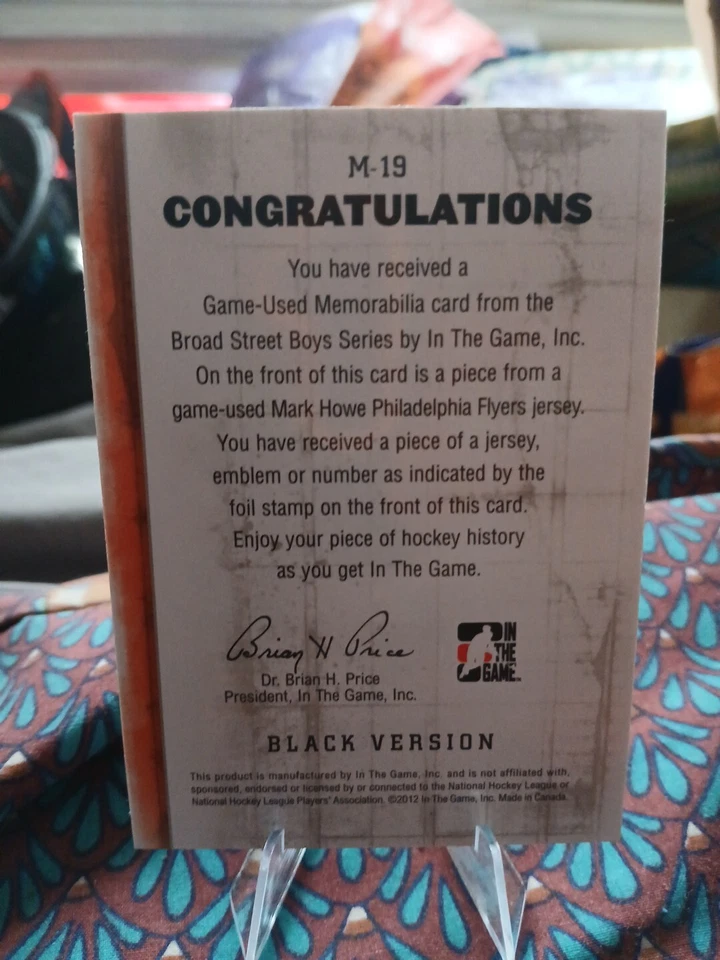 M-19
CONGRATULATIONS
You have received a
Game-Used Memorabilia card from the
Broad Street Boys Series by In The Game, Inc.
On the front of this card is a piece from a
game-used Mark Howe Philadelphia Flyers jersey.
You have received a piece of a jersey,
emblem or number as indicated by the
foil stamp on the front of this card.
Enjoy your piece of hockey history
as you get In The Game.
Brian H Price
IN
THE
GAME
Dr. Brian H. Price
President, In The Game, Inc.
BLACK VERSION
This product is manufactured by In The Game, Inc. and is not affiliated with,
sponsored, endorsed or licensed by or connected to the National Hockey League or
National Hockey League Players' Association. ©2012 In The Game, Inc. Made in Canada.